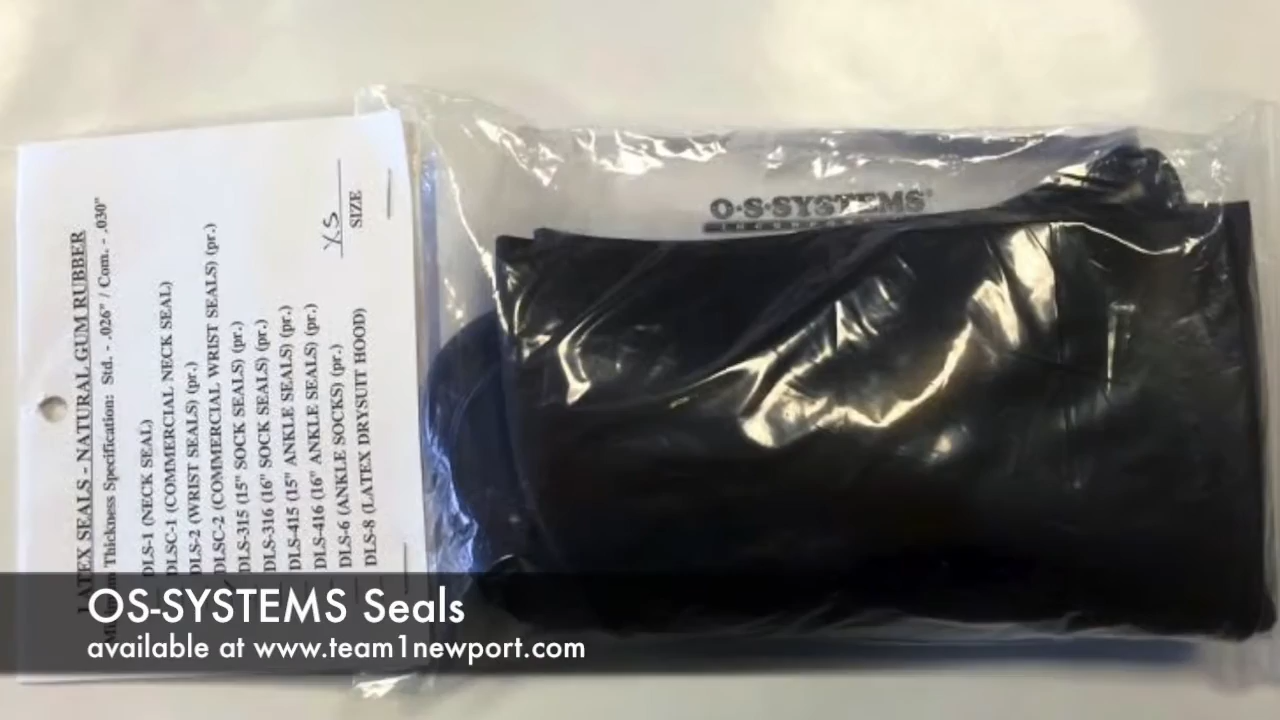 LATEX SEALS - NATURAL GUM RUBBER
Minimum Thickness Specification: Std. - .026" / Com. - .030"
DLS-1 (NECK SEAL)
DLSC-1 (COMMERCIAL NECK SEAL)
DLS-2 (WRIST SEALS) (pr.)
DLSC-2 (COMMERCIAL WRIST SEALS) (pr.)
DLS-315 (15" SOCK SEALS) (pr.)
DLS-316 (16" SOCK SEALS) (pr.)
DLS-415 (15" ANKLE SEALS) (pr.)
DLS-416 (16" ANKLE SEALS) (pr.)
DLS-6 (ANKLE SOCKS) (pr.)
DLS-8 (LATEX DRYSUIT HOOD)
XS
SIZE
O·S·SYSTEMS®
OS-SYSTEMS Seals
available at www.team1newport.com